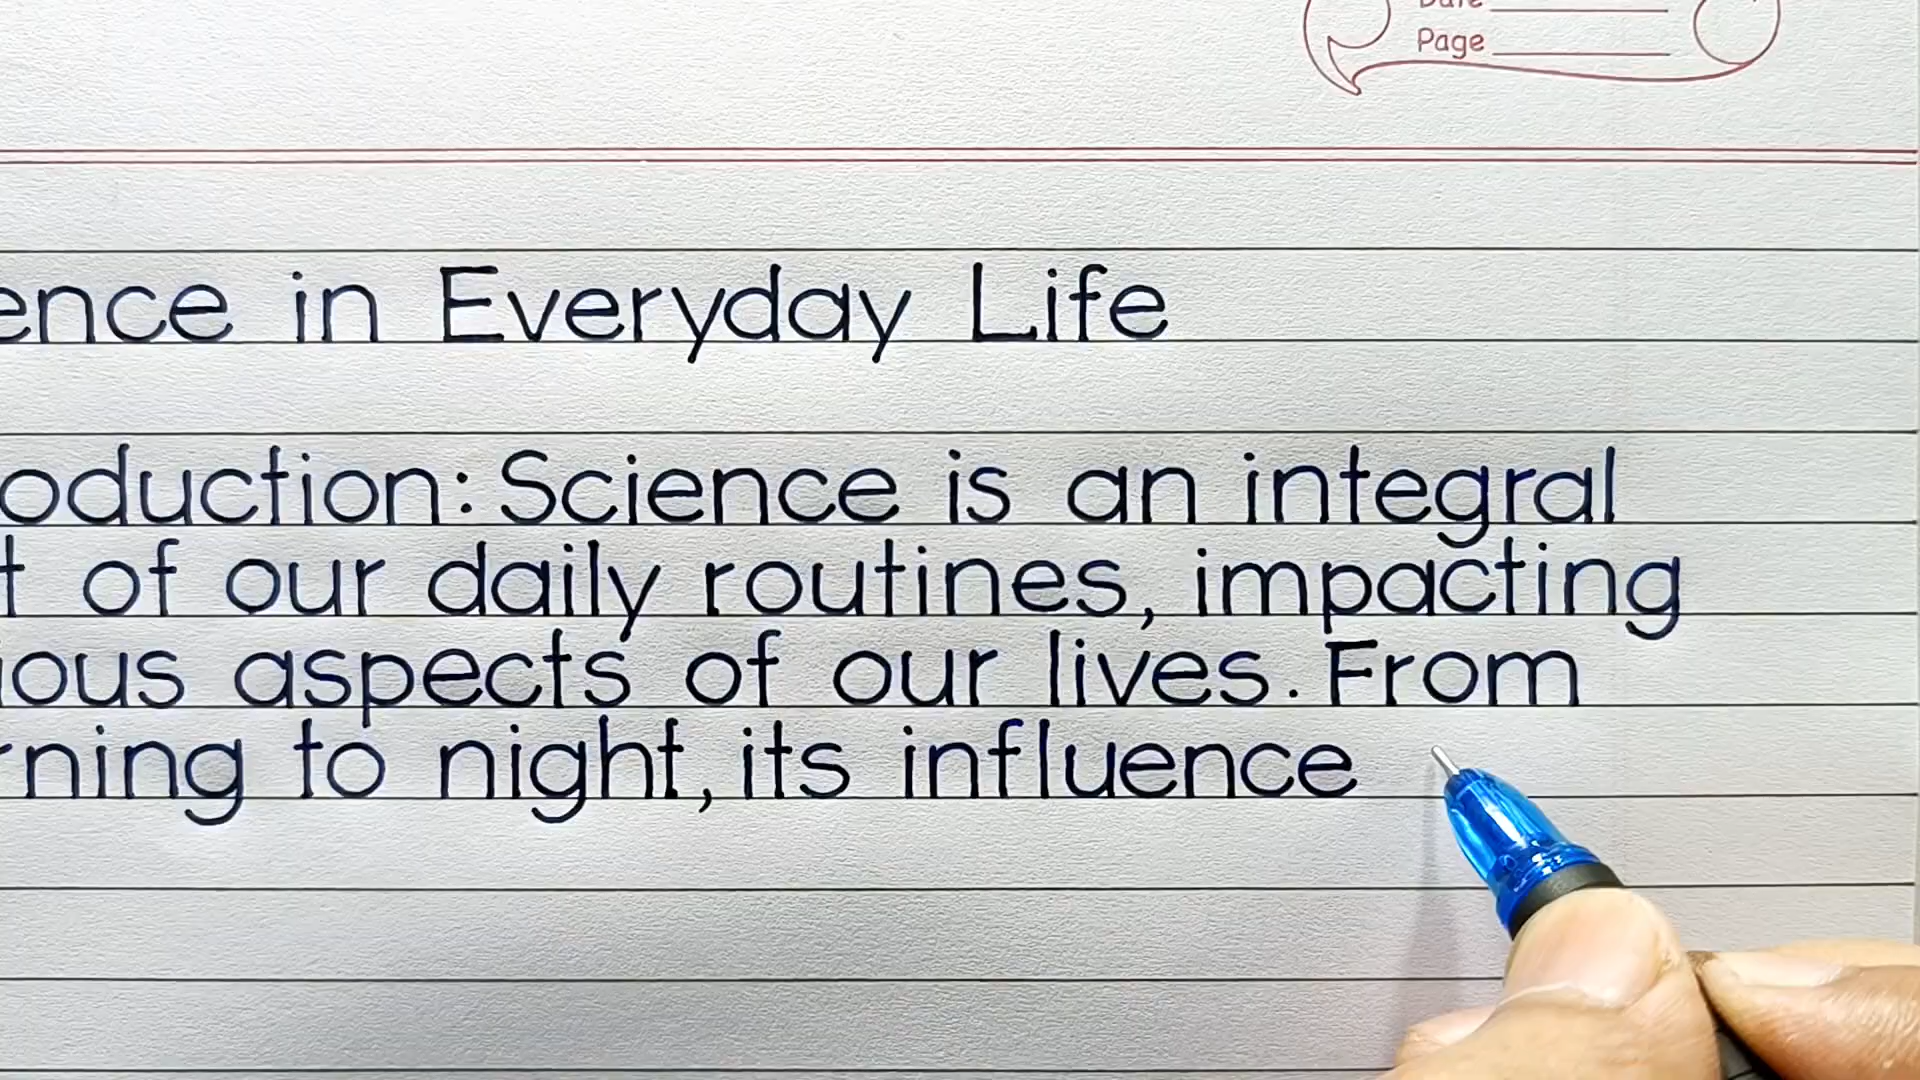 Date
Page
ence in Everyday Life
oduction: Science is an integral
t of our daily routines, impacting
ious aspects of our lives. From
rning to night, its influence